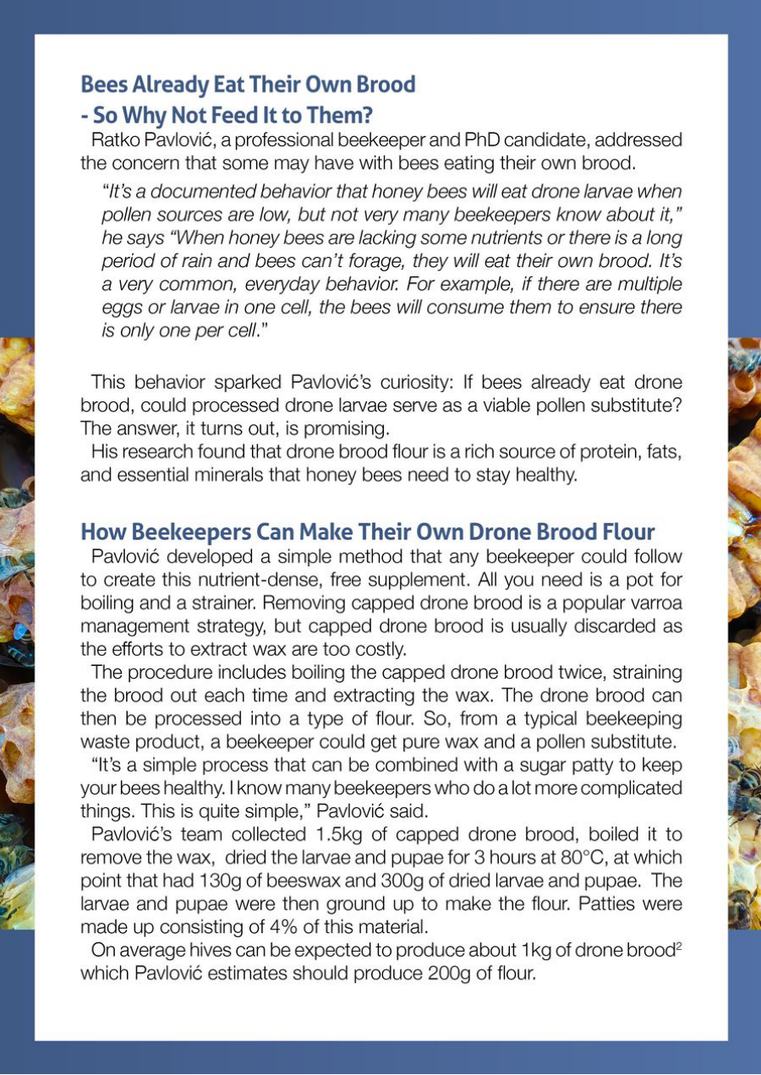 Bees Already Eat Their Own Brood
- So Why Not Feed It to Them?
Ratko Pavlović, a professional beekeeper and PhD candidate, addressed
the concern that some may have with bees eating their own brood.
“It’s a documented behavior that honey bees will eat drone larvae when
pollen sources are low, but not very many beekeepers know about it,”
he says “When honey bees are lacking some nutrients or there is a long
period of rain and bees can’t forage, they will eat their own brood. It’s
a very common, everyday behavior. For example, if there are multiple
eggs or larvae in one cell, the bees will consume them to ensure there
is only one per cell.”
This behavior sparked Pavlović’s curiosity: If bees already eat drone
brood, could processed drone larvae serve as a viable pollen substitute?
The answer, it turns out, is promising.
His research found that drone brood flour is a rich source of protein, fats,
and essential minerals that honey bees need to stay healthy.
How Beekeepers Can Make Their Own Drone Brood Flour
Pavlović developed a simple method that any beekeeper could follow
to create this nutrient-dense, free supplement. All you need is a pot for
boiling and a strainer. Removing capped drone brood is a popular varroa
management strategy, but capped drone brood is usually discarded as
the efforts to extract wax are too costly.
The procedure includes boiling the capped drone brood twice, straining
the brood out each time and extracting the wax. The drone brood can
then be processed into a type of flour. So, from a typical beekeeping
waste product, a beekeeper could get pure wax and a pollen substitute.
“It’s a simple process that can be combined with a sugar patty to keep
your bees healthy. I know many beekeepers who do a lot more complicated
things. This is quite simple,” Pavlović said.
Pavlović’s team collected 1.5kg of capped drone brood, boiled it to
remove the wax, dried the larvae and pupae for 3 hours at 80°C, at which
point that had 130g of beeswax and 300g of dried larvae and pupae. The
larvae and pupae were then ground up to make the flour. Patties were
made up consisting of 4% of this material.
On average hives can be expected to produce about 1kg of drone brood²
which Pavlović estimates should produce 200g of flour.